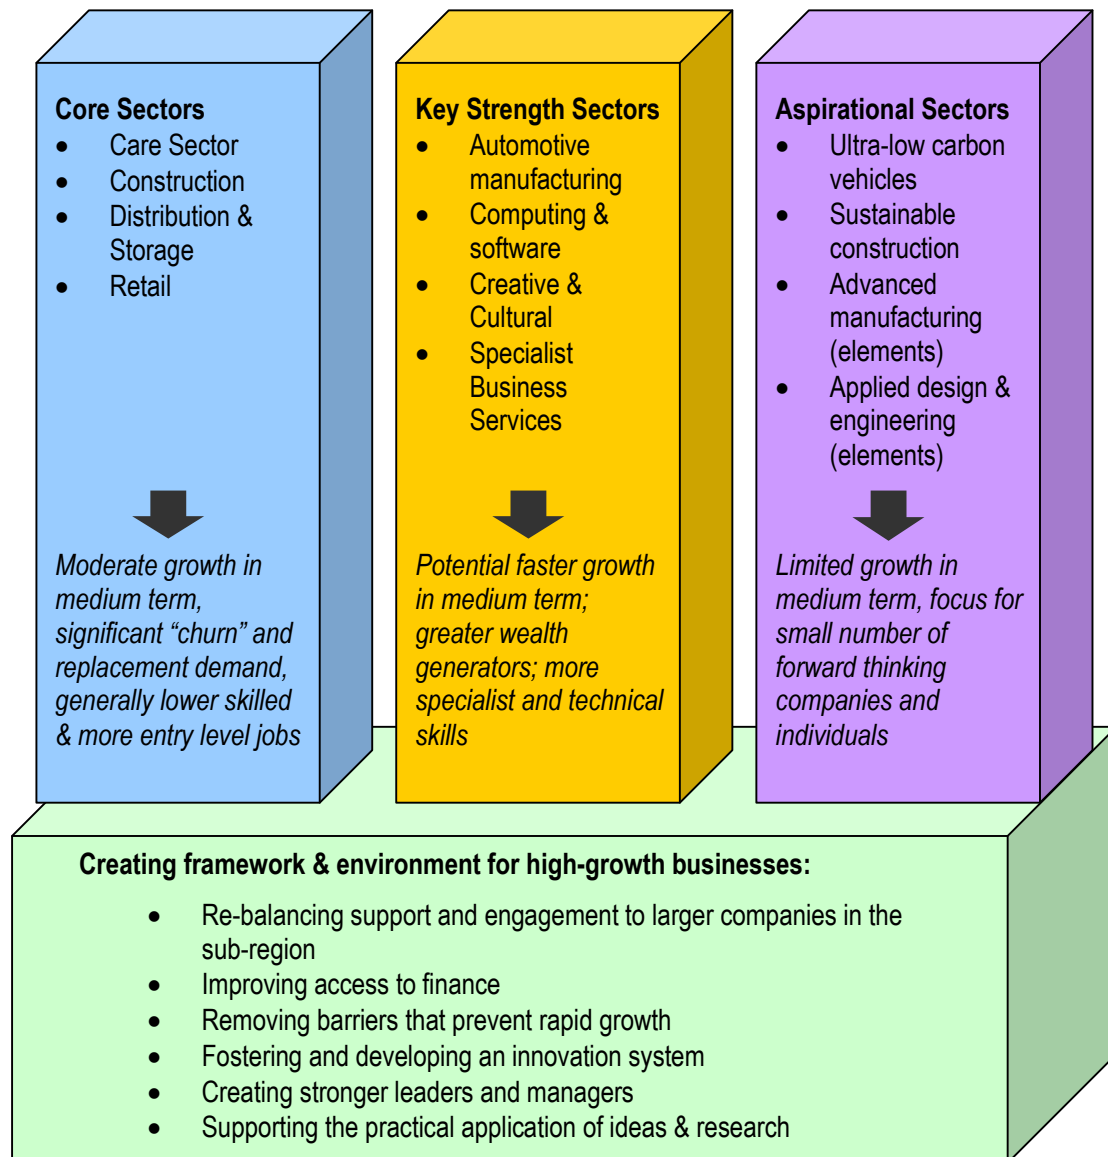 Core Sectors
• Care Sector
• Construction
• Distribution &
Storage
• Retail
Moderate growth in
medium term,
significant “churn” and
replacement demand,
generally lower skilled
& more entry level jobs
Key Strength Sectors
• Automotive
manufacturing
• Computing &
software
• Creative &
Cultural
• Specialist
Business
Services
Potential faster growth
in medium term;
greater wealth
generators; more
specialist and technical
skills
Aspirational Sectors
• Ultra-low carbon
vehicles
• Sustainable
construction
• Advanced
manufacturing
(elements)
• Applied design &
engineering
(elements)
Limited growth in
medium term, focus for
small number of
forward thinking
companies and
individuals
Creating framework & environment for high-growth businesses:
• Re-balancing support and engagement to larger companies in the
sub-region
• Improving access to finance
• Removing barriers that prevent rapid growth
• Fostering and developing an innovation system
• Creating stronger leaders and managers
• Supporting the practical application of ideas & research